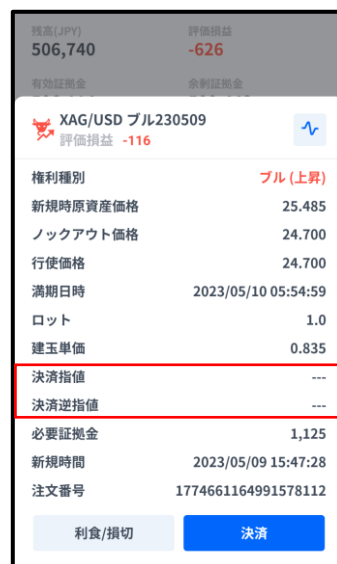 残高(JPY) 評価損益
506,740 -626
有効証拠金 余剰証拠金
XAG/USD ブル230509
評価損益 -116
権利種別 ブル (上昇)
新規時原資産価格 25.485
ノックアウト価格 24.700
行使価格 24.700
満期日時 2023/05/10 05:54:59
ロット 1.0
建玉単価 0.835
決済指値 ---
決済逆指値 ---
必要証拠金 1,125
新規時間 2023/05/09 15:47:28
注文番号 1774661164991578112
利食/損切 決済